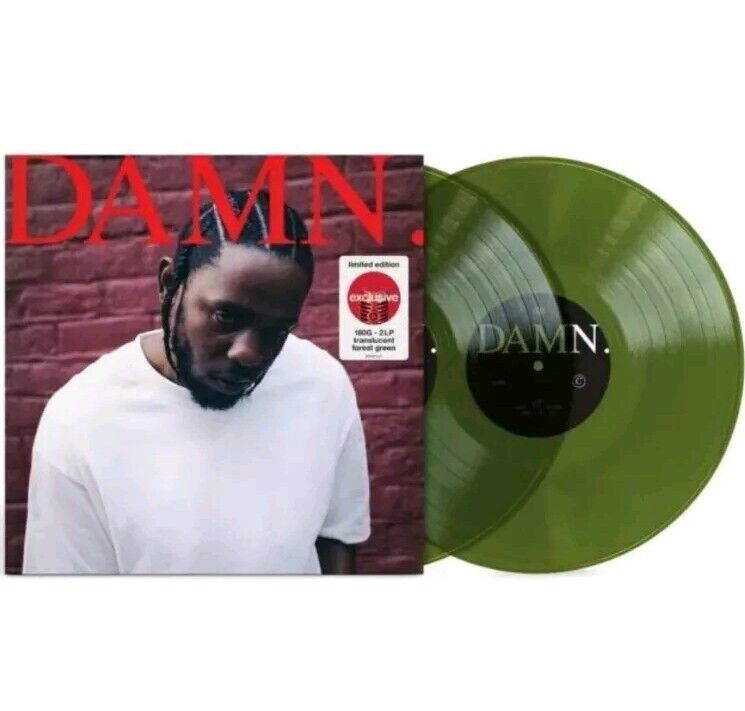 DAMN.
limited edition
exclusive
180G - 2LP
translucent
forest green
DAMN.
©